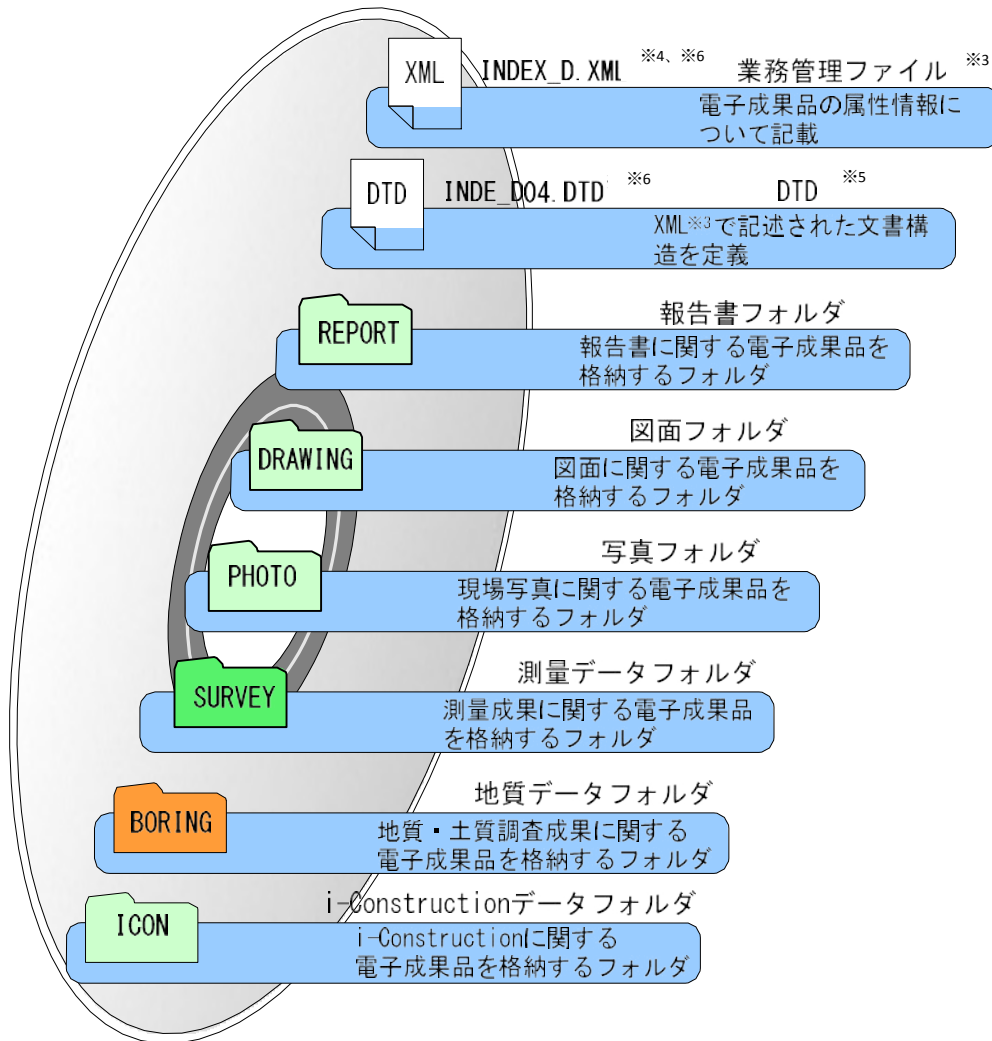 XML INDEX_D.XML ※4、※6 業務管理ファイル ※3
電子成果品の属性情報に
ついて記載
DTD INDE_D04.DTD ※6 DTD ※5
XML※3で記述された文書構
造を定義
報告書フォルダ
REPORT
報告書に関する電子成果品を
格納するフォルダ
図面フォルダ
DRAWING
図面に関する電子成果品を
格納するフォルダ
写真フォルダ
PHOTO
現場写真に関する電子成果品を
格納するフォルダ
測量データフォルダ
SURVEY
測量成果に関する電子成果品
を格納するフォルダ
地質データフォルダ
BORING
地質・土質調査成果に関する
電子成果品を格納するフォルダ
i-Constructionデータフォルダ
ICON
i-Constructionに関する
電子成果品を格納するフォルダ